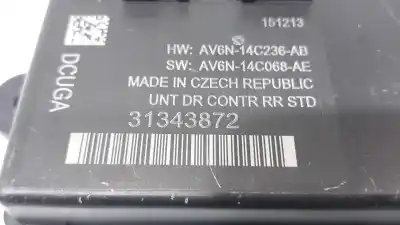 151213
DCUGA
HW: AV6N-14C236-AB
SW: AV6N-14C068-AE
MADE IN CZECH REPUBLIC
UNT DR CONTR RR STD
31343872